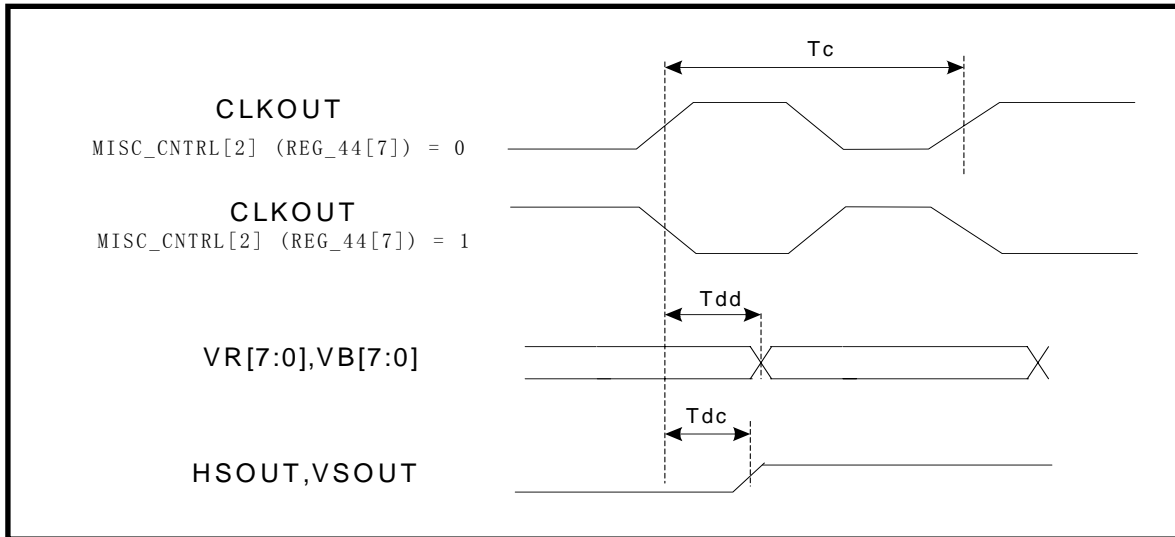 Tc
CLKOUT
MISC_CNTRL[2] (REG_44[7]) = 0
CLKOUT
MISC_CNTRL[2] (REG_44[7]) = 1
Tdd
VR[7:0],VB[7:0]
Tdc
HSOUT,VSOUT